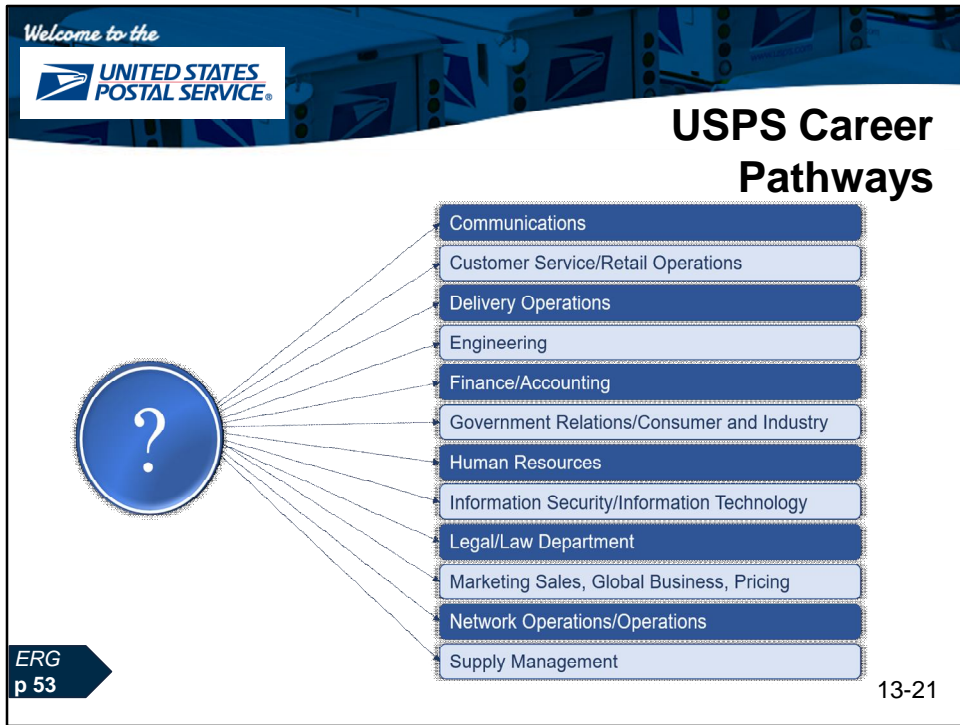 Welcome to the
UNITED STATES
POSTAL SERVICE®
USPS Career
Pathways
Communications
Customer Service/Retail Operations
Delivery Operations
Engineering
Finance/Accounting
Government Relations/Consumer and Industry
Human Resources
Information Security/Information Technology
Legal/Law Department
Marketing Sales, Global Business, Pricing
Network Operations/Operations
Supply Management
?
ERG
p 53
13-21